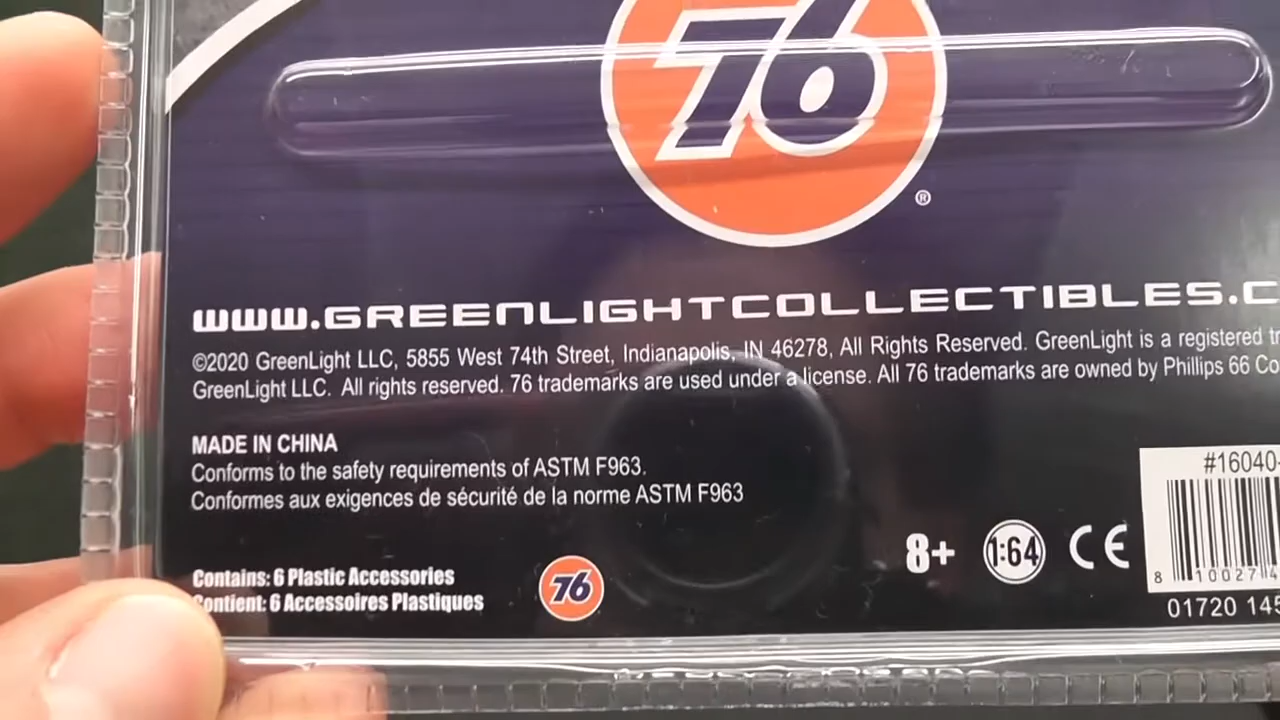 76
®
WWW.GREENLIGHTCOLLECTIBLES.C
©2020 GreenLight LLC, 5855 West 74th Street, Indianapolis, IN 46278, All Rights Reserved. GreenLight is a registered tr
GreenLight LLC. All rights reserved. 76 trademarks are used under a license. All 76 trademarks are owned by Phillips 66 Co
MADE IN CHINA
Conforms to the safety requirements of ASTM F963.
Conformes aux exigences de sécurité de la norme ASTM F963
Contains: 6 Plastic Accessories
Contient: 6 Accessoires Plastiques
76
8+
1:64
CE
#16040-
8 10027 4
01720 145